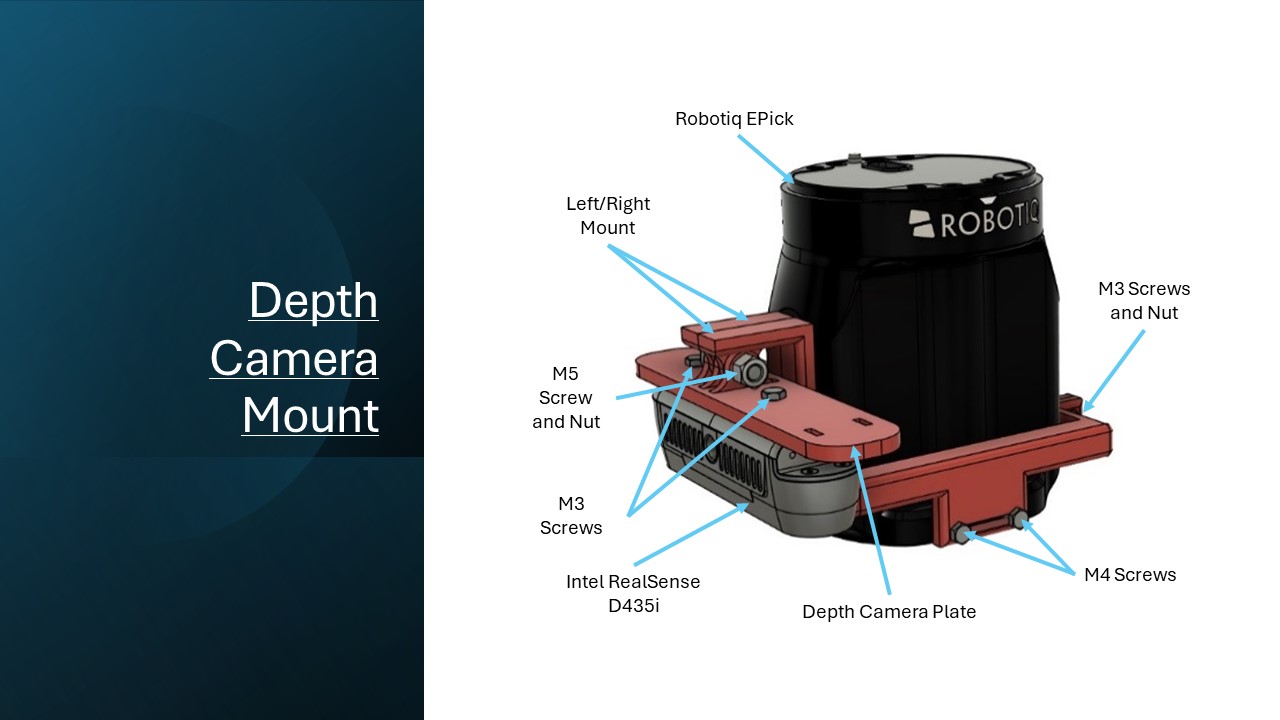 Depth
Camera
Mount
Robotiq EPick
Left/Right
Mount
ROBOTIQ
M3 Screws
and Nut
M5
Screw
and Nut
M3
Screws
Intel RealSense
D435i
Depth Camera Plate
M4 Screws